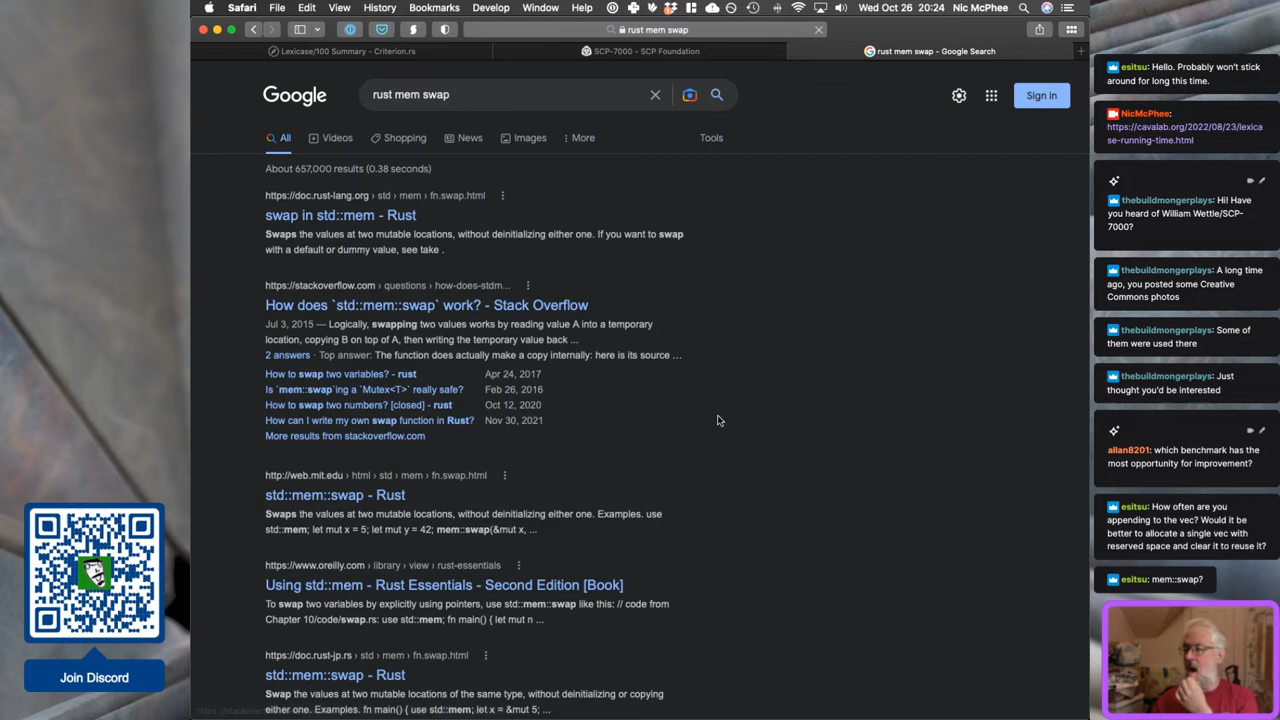 Safari File Edit View History Bookmarks Develop Window Help Wed Oct 26 20:24 Nic McPhee
rust mem swap
Lexicase/100 Summary - Criterion.rs
SCP-7000 - SCP Foundation
rust mem swap - Google Search
Google
rust mem swap
Sign in
All Videos Shopping News Images More Tools
About 657,000 results (0.38 seconds)
https://doc.rust-lang.org › std › mem › fn.swap.html
swap in std::mem - Rust
Swaps the values at two mutable locations, without deinitializing either one. If you want to swap
with a default or dummy value, see take .
https://stackoverflow.com › questions › how-does-stdm...
How does `std::mem::swap` work? - Stack Overflow
Jul 3, 2015 — Logically, swapping two values works by reading value A into a temporary
location, copying B on top of A, then writing the temporary value back ...
2 answers · Top answer: The function does actually make a copy internally: here is its source ...
How to swap two variables? - rust Apr 24, 2017
Is `mem::swap`ing a `Mutex<T>` really safe? Feb 26, 2016
How to swap two numbers? [closed] - rust Oct 12, 2020
How can I write my own swap function in Rust? Nov 30, 2021
More results from stackoverflow.com
http://web.mit.edu › html › std › mem › fn.swap.html
std::mem::swap - Rust
Swaps the values at two mutable locations, without deinitializing either one. Examples. use
std::mem; let mut x = 5; let mut y = 42; mem::swap(&mut x, ...
https://www.oreilly.com › library › view › rust-essentials
Using std::mem - Rust Essentials - Second Edition [Book]
To swap two variables by explicitly using pointers, use std::mem::swap like this: // code from
Chapter 10/code/swap.rs: use std::mem; fn main() { let mut n ...
https://doc.rust-jp.rs › std › mem › fn.swap.html
std::mem::swap - Rust
Swap the values at two mutable locations of the same type, without deinitializing or copying
either one. Examples. fn main() { use std::mem; let x = &mut 5; ...
Join Discord
esitsu: Hello. Probably won't stick
around for long this time.
NicMcPhee:
https://cavalab.org/2022/08/23/lexica
se-running-time.html
thebuildmongerplays: Hi! Have
you heard of William Wettle/SCP-
7000?
thebuildmongerplays: A long time
ago, you posted some Creative
Commons photos
thebuildmongerplays: Some of
them were used there
thebuildmongerplays: Just
thought you'd be interested
allan8201: which benchmark has the
most opportunity for improvement?
esitsu: How often are you
appending to the vec? Would it be
better to allocate a single vec with
reserved space and clear it to reuse it?
esitsu: mem::swap?